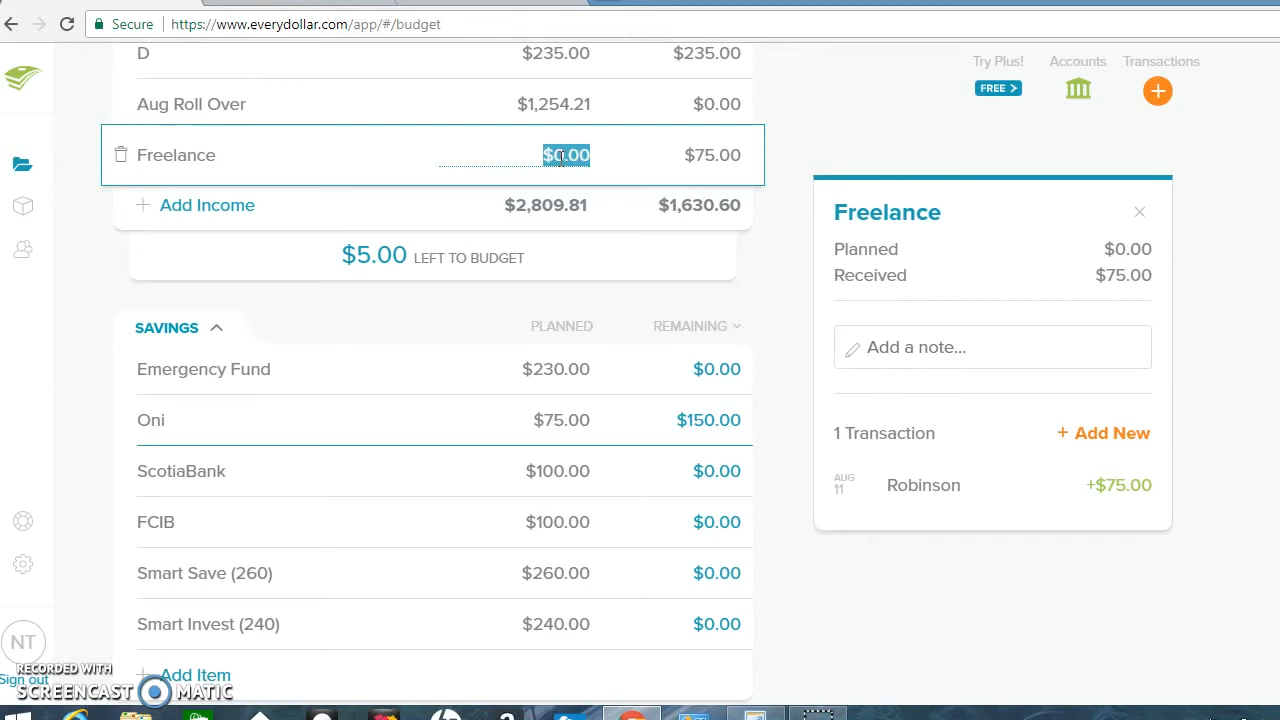 Secure https://www.everydollar.com/app/#/budget
D $235.00 $235.00
Aug Roll Over $1,254.21 $0.00
Freelance $0.00 $75.00
+ Add Income $2,809.81 $1,630.60
$5.00 LEFT TO BUDGET
SAVINGS PLANNED REMAINING
Emergency Fund $230.00 $0.00
Oni $75.00 $150.00
ScotiaBank $100.00 $0.00
FCIB $100.00 $0.00
Smart Save (260) $260.00 $0.00
Smart Invest (240) $240.00 $0.00
+ Add Item
Try Plus! Accounts Transactions
FREE >
Freelance
Planned $0.00
Received $75.00
Add a note...
1 Transaction + Add New
AUG 11 Robinson +$75.00
NT
Sign out
RECORDED WITH
SCREENCAST MATIC